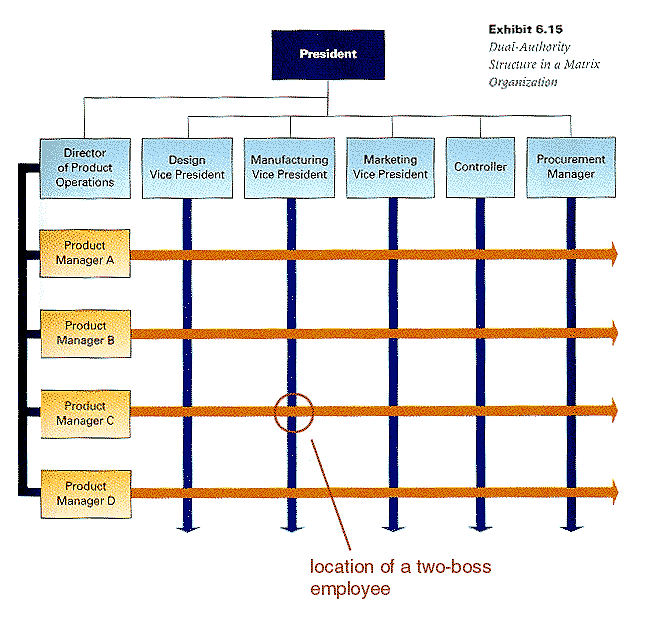 Exhibit 6.15
Dual-Authority
Structure in a Matrix
Organization
President
Director
of Product
Operations
Design
Vice President
Manufacturing
Vice President
Marketing
Vice President
Controller
Procurement
Manager
Product
Manager A
Product
Manager B
Product
Manager C
Product
Manager D
location of a two-boss
employee